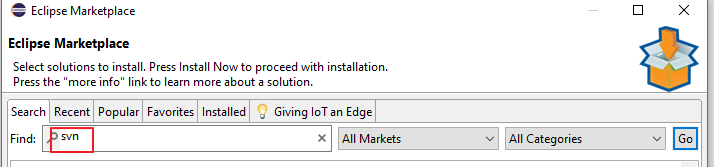 Eclipse Marketplace
Eclipse Marketplace
Select solutions to install. Press Install Now to proceed with installation.
Press the "more info" link to learn more about a solution.
Search Recent Popular Favorites Installed Giving IoT an Edge
Find: svn All Markets All Categories Go